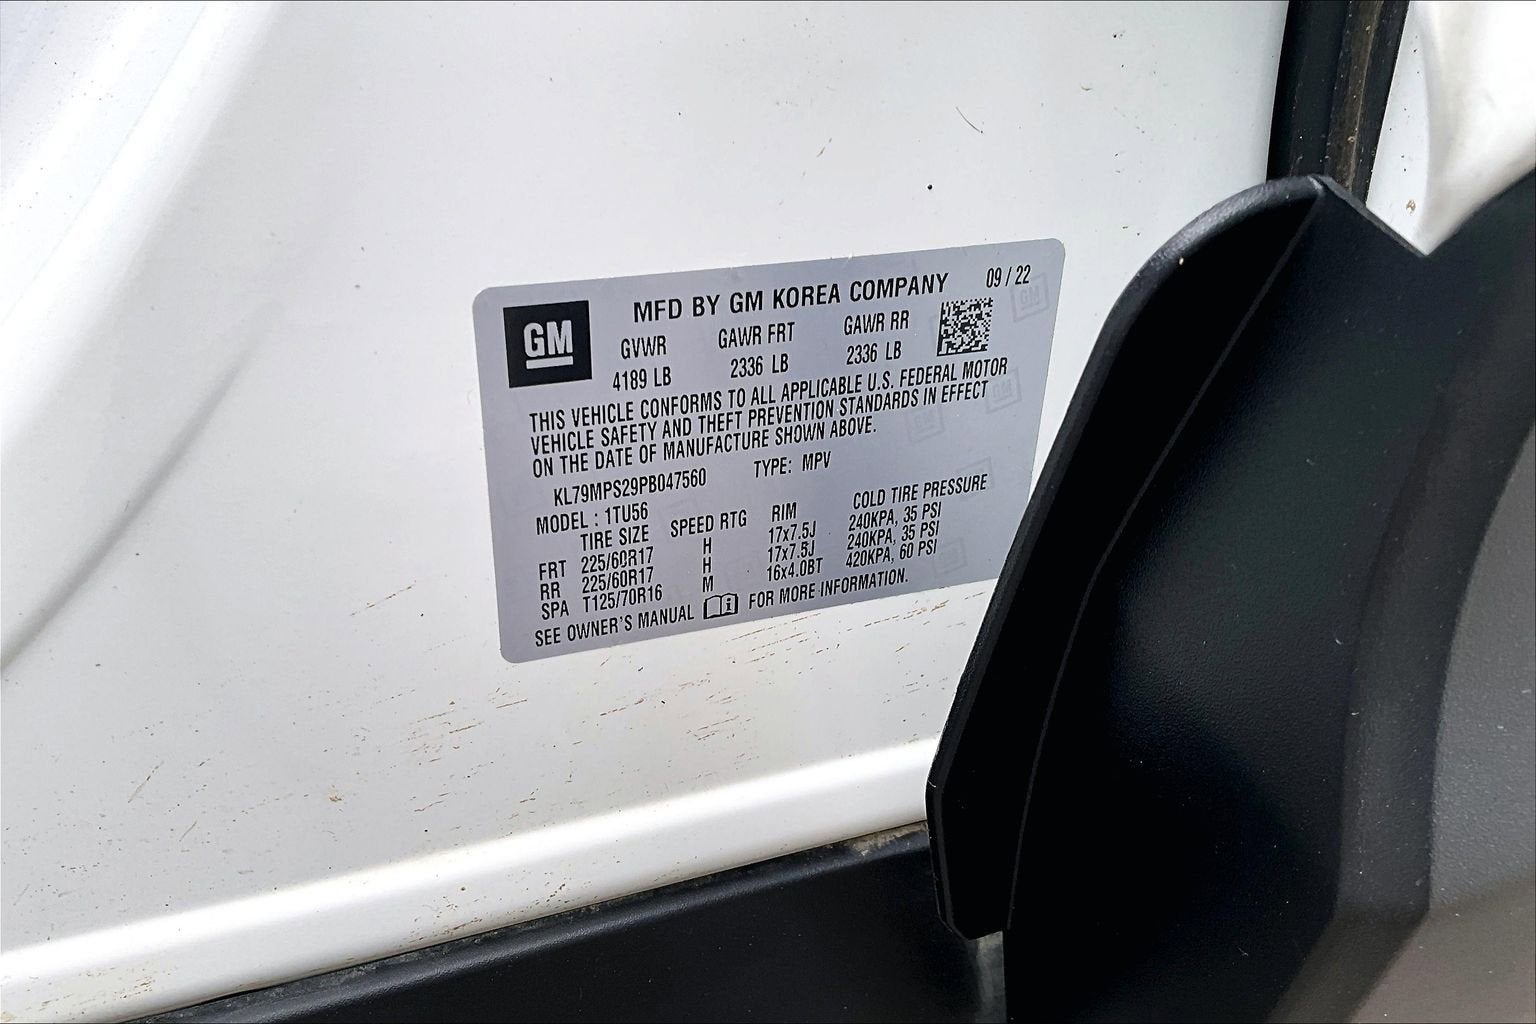 GM
MFD BY GM KOREA COMPANY 09 / 22
GVWR GAWR FRT GAWR RR
4189 LB 2336 LB 2336 LB
THIS VEHICLE CONFORMS TO ALL APPLICABLE U.S. FEDERAL MOTOR
VEHICLE SAFETY AND THEFT PREVENTION STANDARDS IN EFFECT
ON THE DATE OF MANUFACTURE SHOWN ABOVE.
KL79MPS29PB047560 TYPE: MPV
MODEL : 1TU56
TIRE SIZE SPEED RTG RIM COLD TIRE PRESSURE
FRT 225/60R17 H 17x7.5J 240KPA, 35 PSI
RR 225/60R17 H 17x7.5J 240KPA, 35 PSI
SPA T125/70R16 M 16x4.0BT 420KPA, 60 PSI
SEE OWNER'S MANUAL FOR MORE INFORMATION.